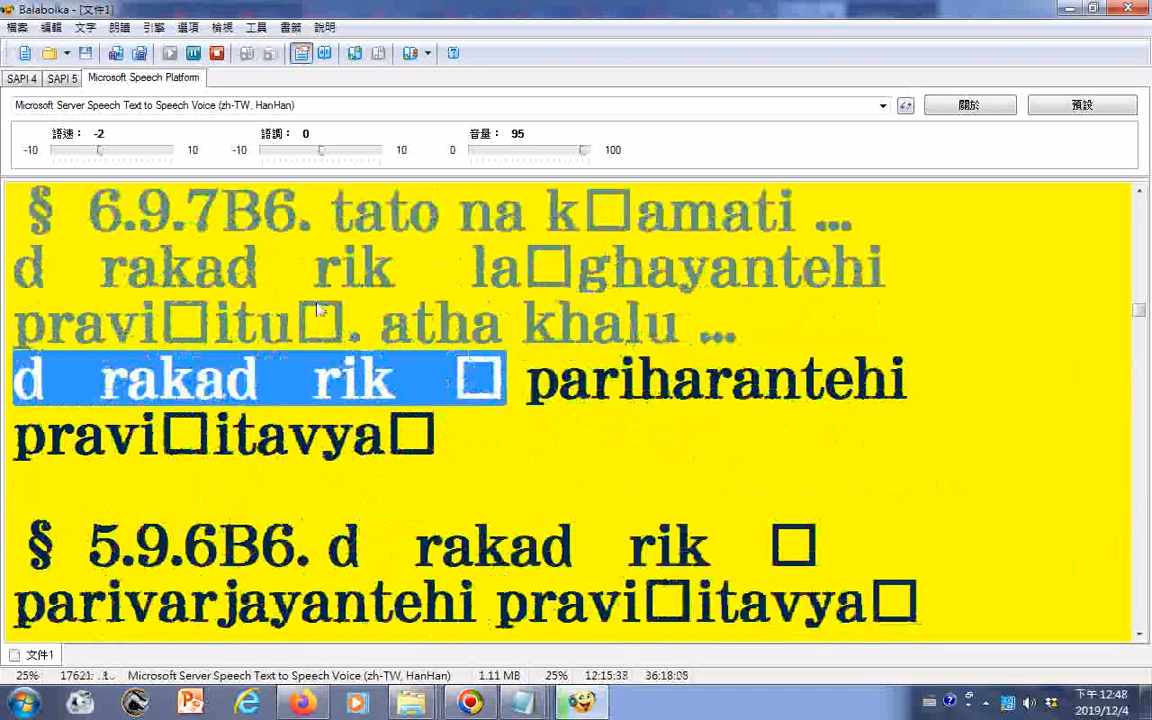 Balabolka - [文件1]
檔案 編輯 文字 朗讀 引擎 選項 檢視 工具 書籤 說明
SAPI 4 SAPI 5 Microsoft Speech Platform
Microsoft Server Speech Text to Speech Voice (zh-TW, HanHan) 關於 預設
語速： -2 語調： 0 音量： 95
-10 10 -10 10 0 100
§ 6.9.7B6. tato na k□amati ...
d rakad rik la□ghayantehi
pravi□itu□. atha khalu ...
d rakad rik □ pariharantehi
pravi□itavya□
§ 5.9.6B6. d rakad rik □
parivarjayantehi pravi□itavya□
文件1
25% Microsoft Server Speech Text to Speech Voice (zh-TW, HanHan) 1.11 MB 25% 12:15:33 36:18:05
下午 12:48
2019/12/4